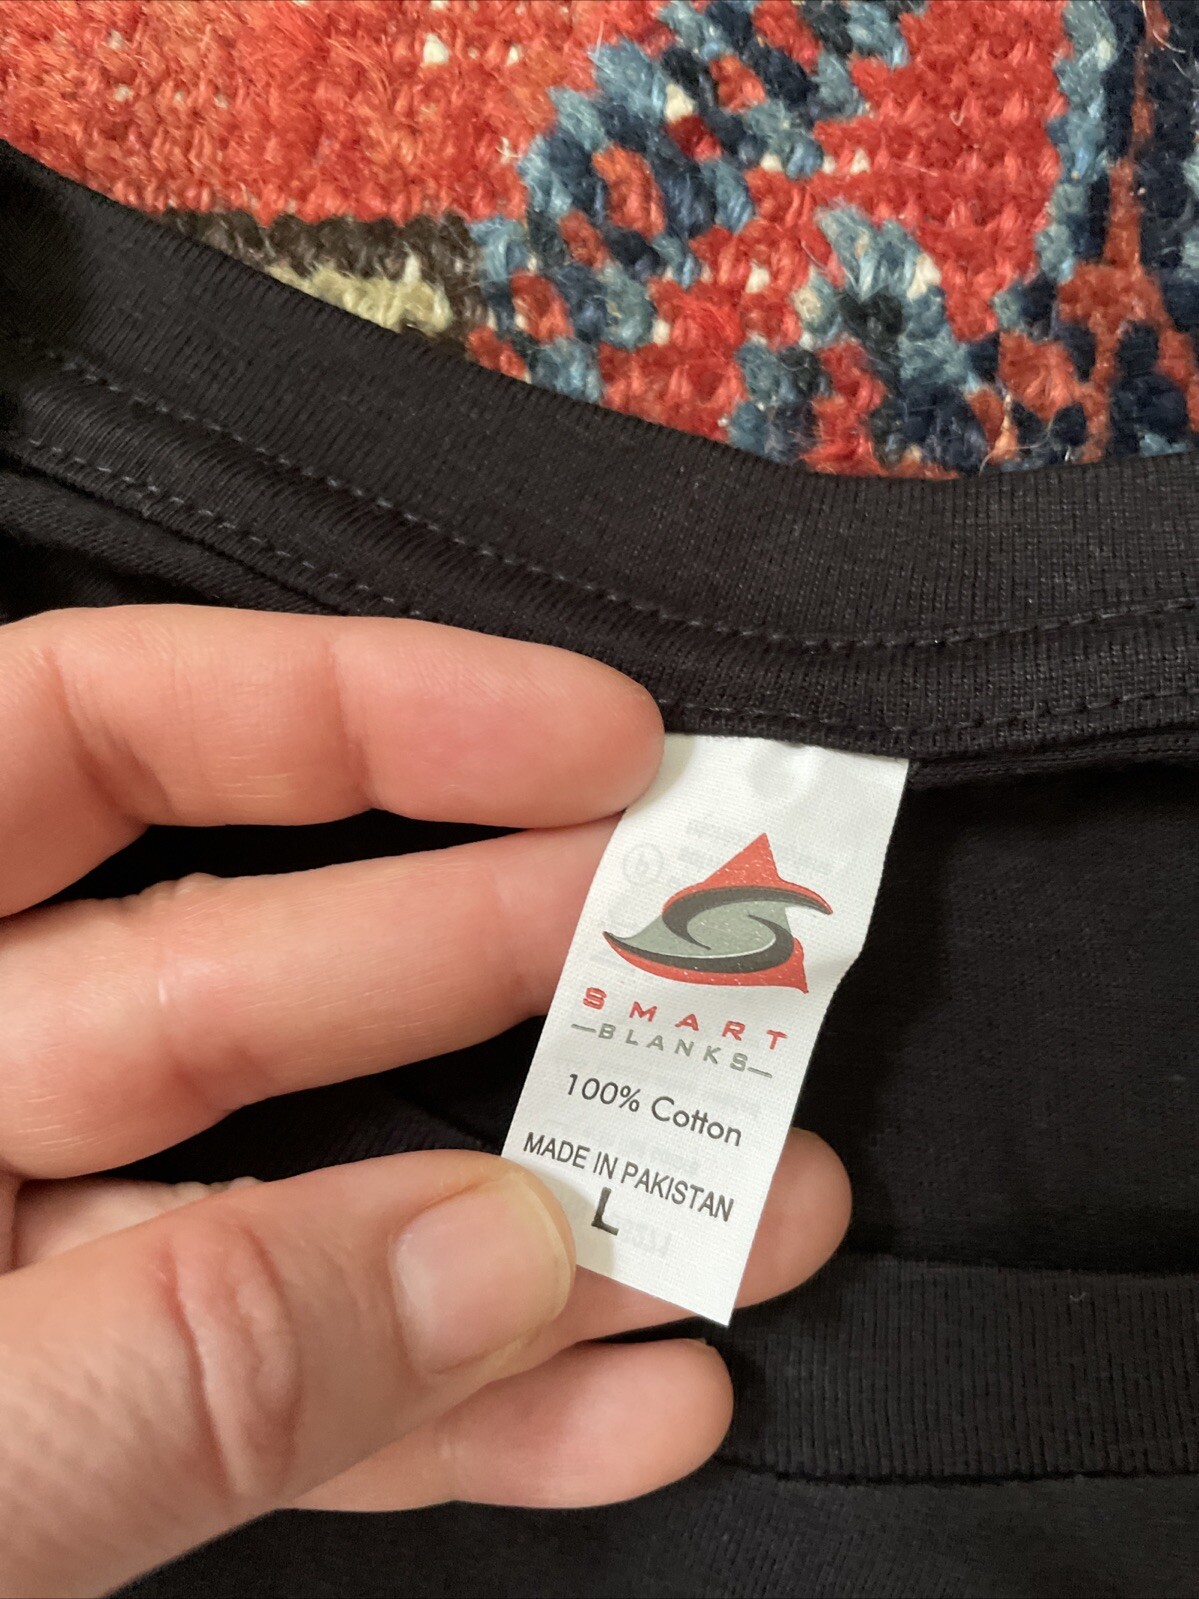 SMART
—BLANKS—
100% Cotton
MADE IN PAKISTAN
L